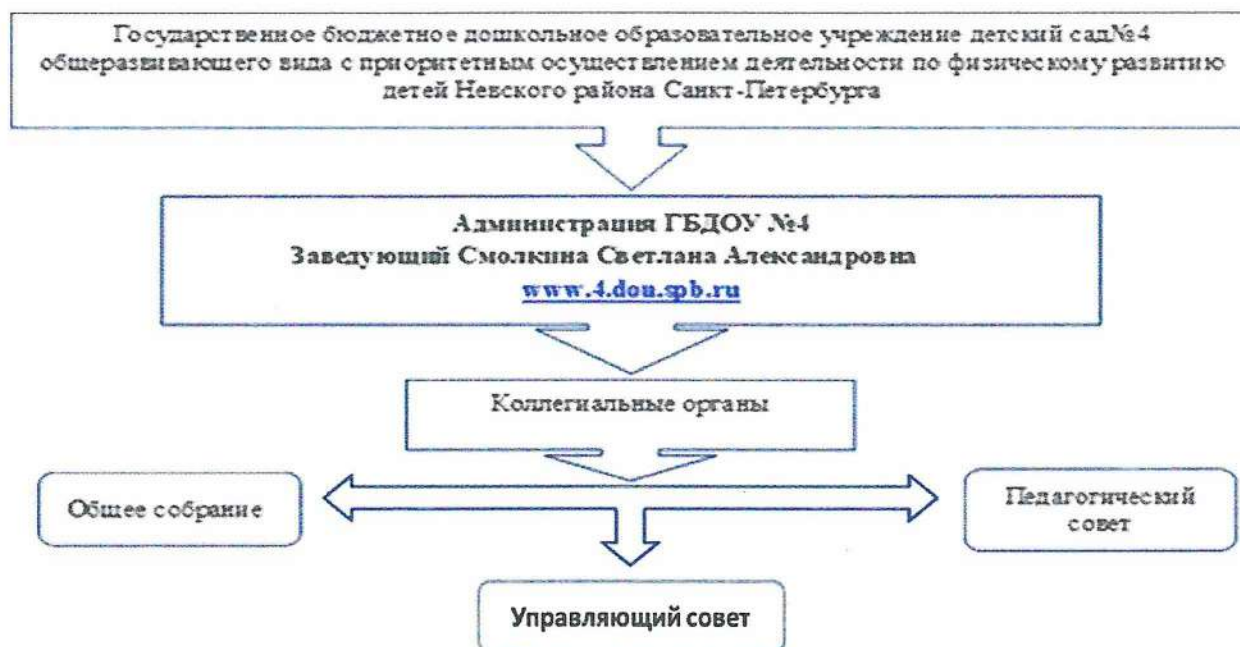 Государственное бюджетное дошкольное образовательное учреждение детский сад№4
общеразвивающего вида с приоритетным осуществлением деятельности по физическому развитию
детей Невского района Санкт-Петербурга
Администрация ГБДОУ №4
Заведующий Смолкина Светлана Александровна
www.4.dou.spb.ru
Коллегиальные органы
Общее собрание
Педагогический
совет
Управляющий совет